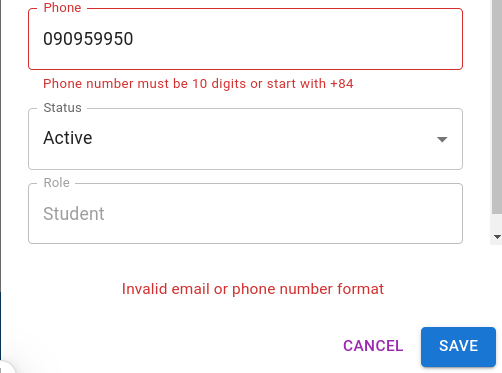 Phone
090959950
Phone number must be 10 digits or start with +84
Status
Active
Role
Student
Invalid email or phone number format
CANCEL
SAVE